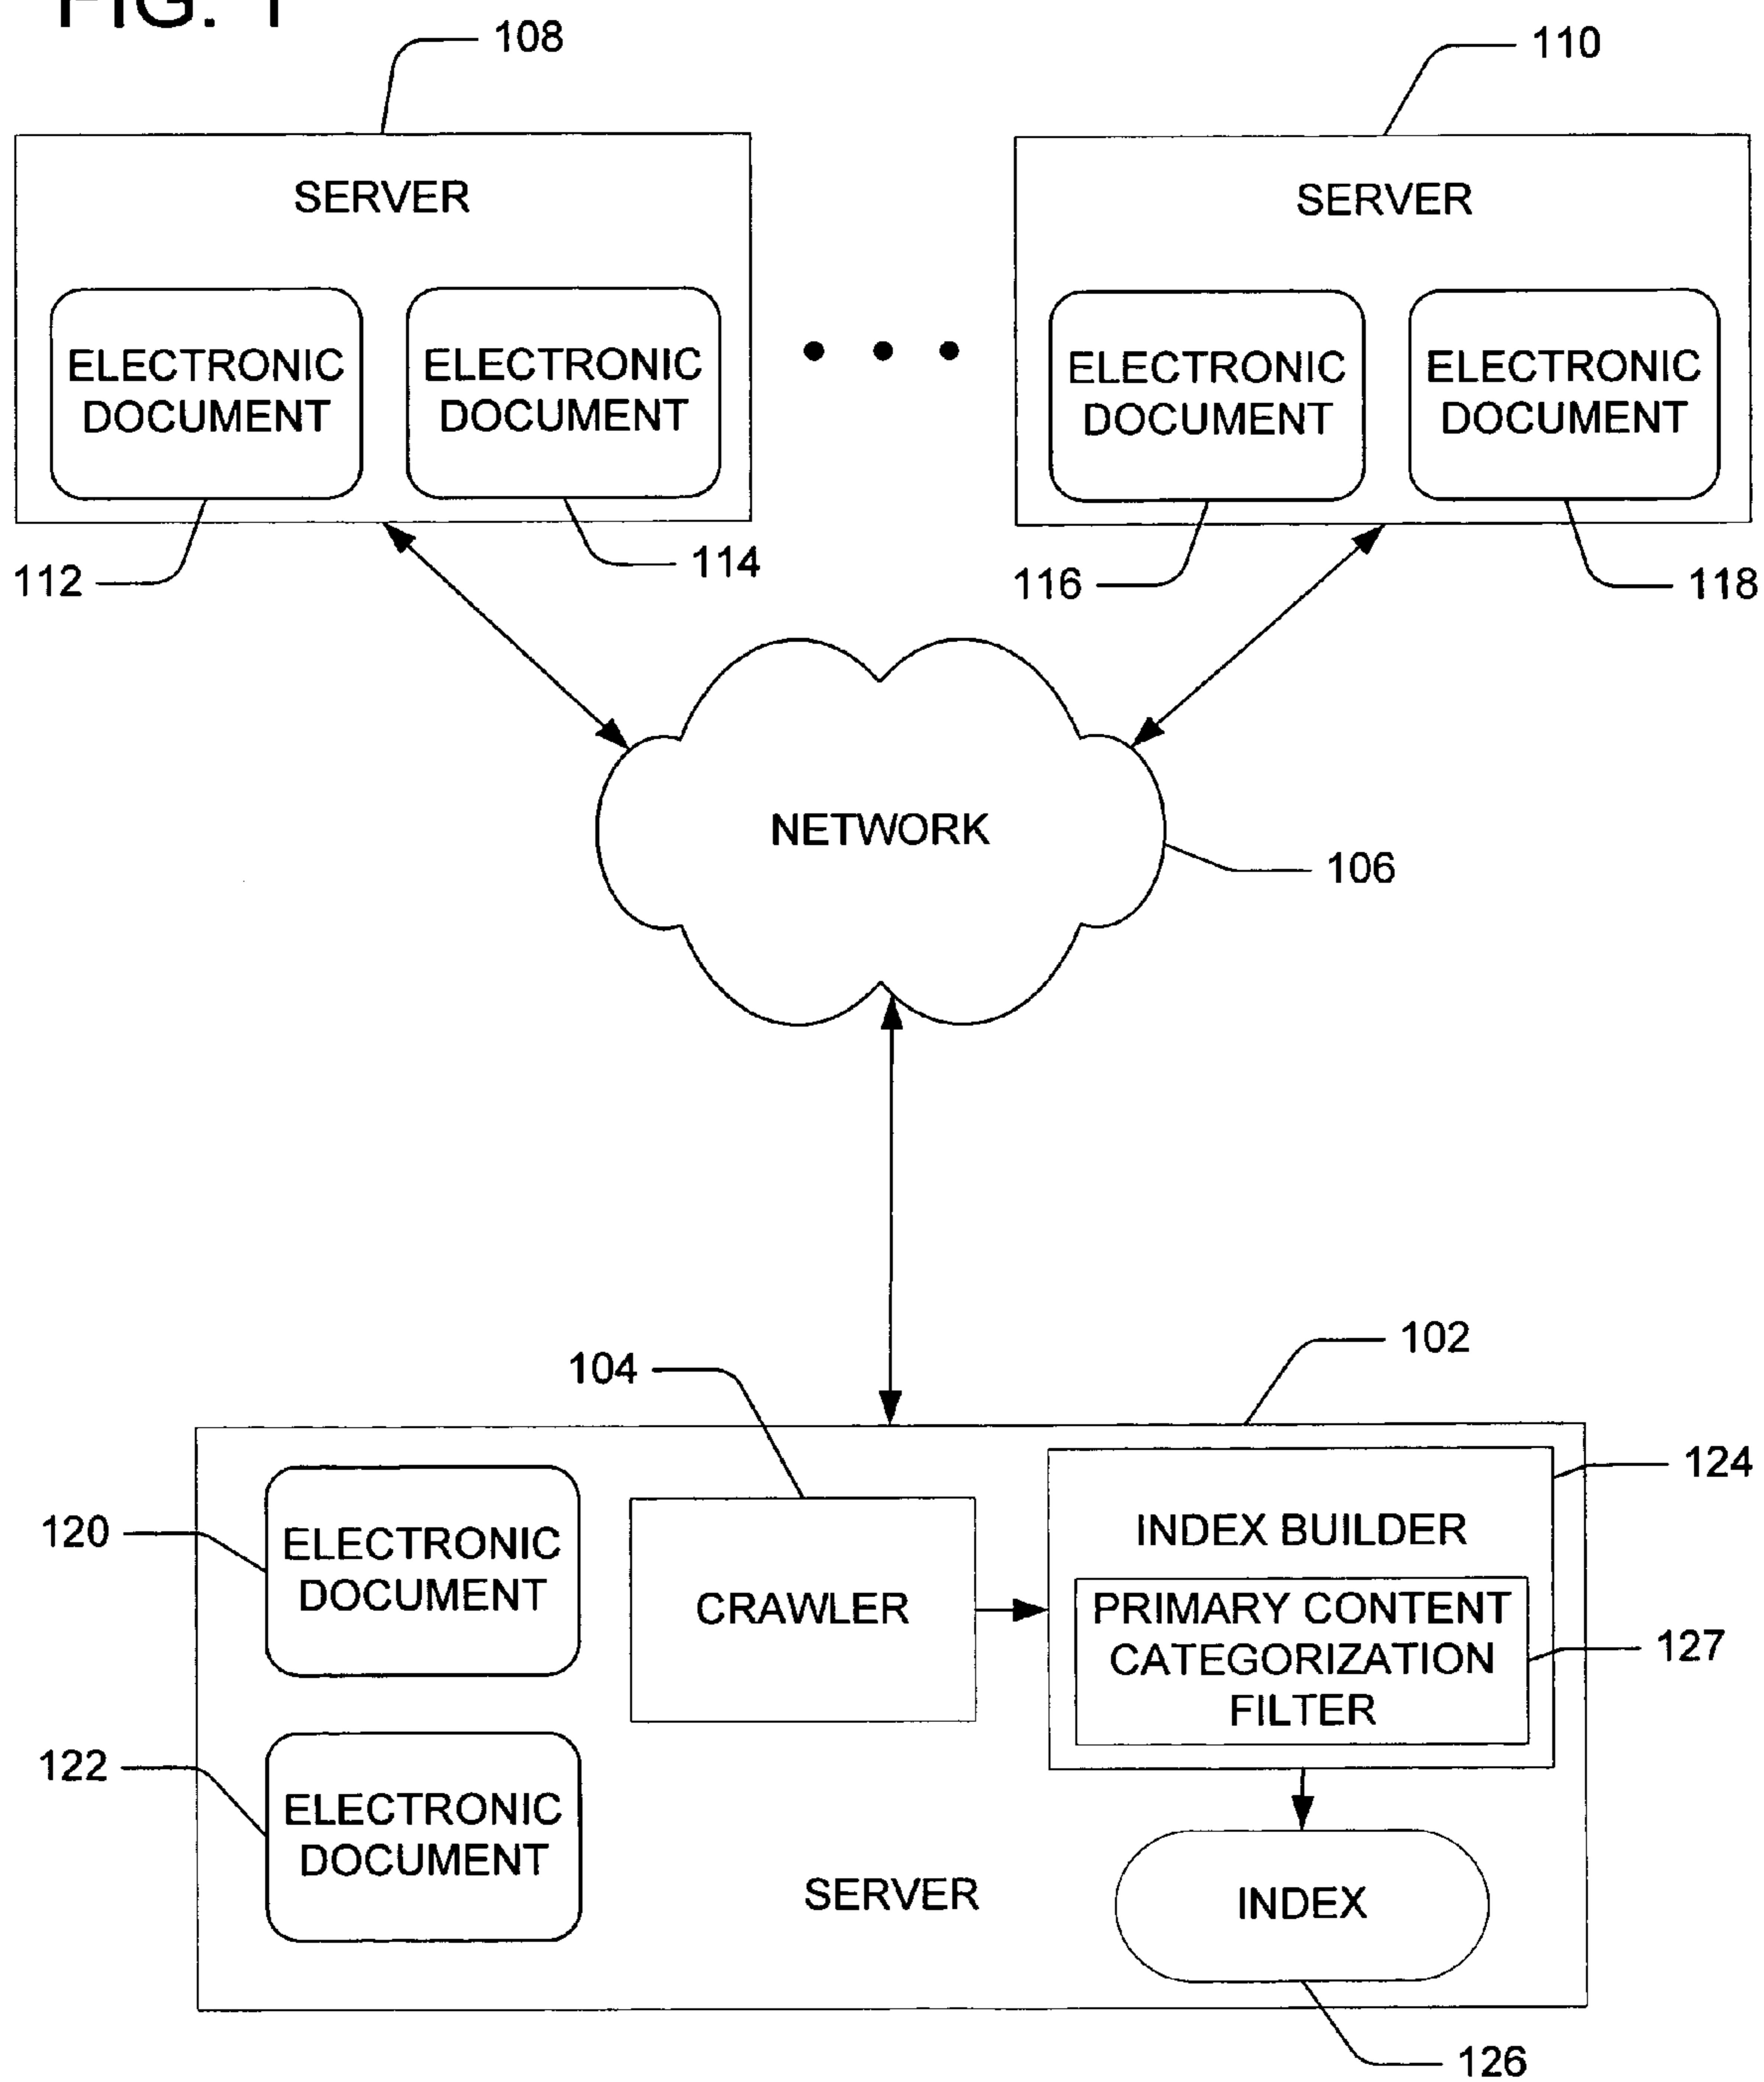 FIG. 1
108
110
SERVER
SERVER
ELECTRONIC
DOCUMENT
ELECTRONIC
DOCUMENT
ELECTRONIC
DOCUMENT
ELECTRONIC
DOCUMENT
112
114
116
118
NETWORK
106
102
104
124
120
ELECTRONIC
DOCUMENT
CRAWLER
INDEX BUILDER
PRIMARY CONTENT
CATEGORIZATION
FILTER
127
122
ELECTRONIC
DOCUMENT
SERVER
INDEX
126